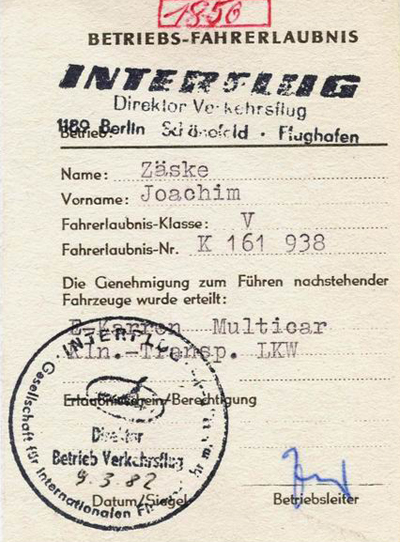 1850
BETRIEBS-FAHRERLAUBNIS
INTERFLUG
Direktor Verkehrsflug
1189 Berlin Schönefeld · Flughafen
Betrieb:
Name: Zäske
Vorname: Joachim
Fahrerlaubnis-Klasse: V
Fahrerlaubnis-Nr. K 161 938
Die Genehmigung zum Führen nachstehender
Fahrzeuge wurde erteilt:
E-Karren Multicar
Kln.-Transp. LKW
Erlaubnisschein/Berechtigung
INTERFLUG
Gesellschaft für Internationalen
Direktor
Betrieb Verkehrsflug
9.3.82
Datum/Siegel
Betriebsleiter